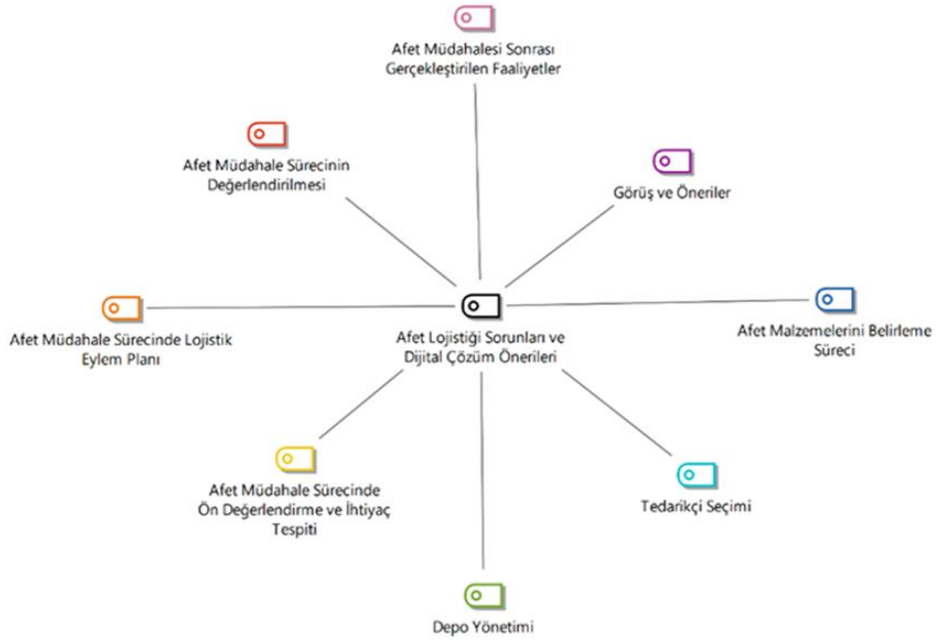 Afet Müdahalesi Sonrası
Gerçekleştirilen Faaliyetler
Afet Müdahale Sürecinin
Değerlendirilmesi
Görüş ve Öneriler
Afet Müdahale Sürecinde Lojistik
Eylem Planı
Afet Lojistiği Sorunları ve
Dijital Çözüm Önerileri
Afet Malzemelerini Belirleme
Süreci
Afet Müdahale Sürecinde
Ön Değerlendirme ve İhtiyaç
Tespiti
Tedarikçi Seçimi
Depo Yönetimi